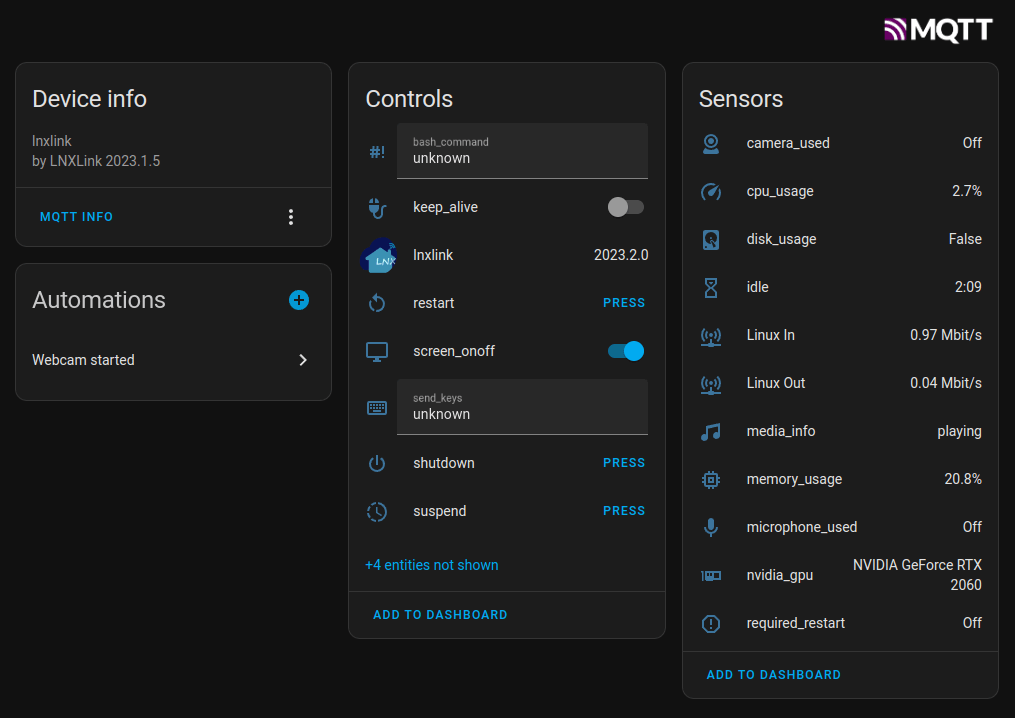 MQTT
Device info
lnxlink
by LNXLink 2023.1.5
MQTT INFO
Automations
Webcam started
Controls
#!
bash_command
unknown
keep_alive
LNX
lnxlink 2023.2.0
restart PRESS
screen_onoff
send_keys
unknown
shutdown PRESS
suspend PRESS
+4 entities not shown
ADD TO DASHBOARD
Sensors
camera_used Off
cpu_usage 2.7%
disk_usage False
idle 2:09
Linux In 0.97 Mbit/s
Linux Out 0.04 Mbit/s
media_info playing
memory_usage 20.8%
microphone_used Off
nvidia_gpu NVIDIA GeForce RTX
2060
required_restart Off
ADD TO DASHBOARD